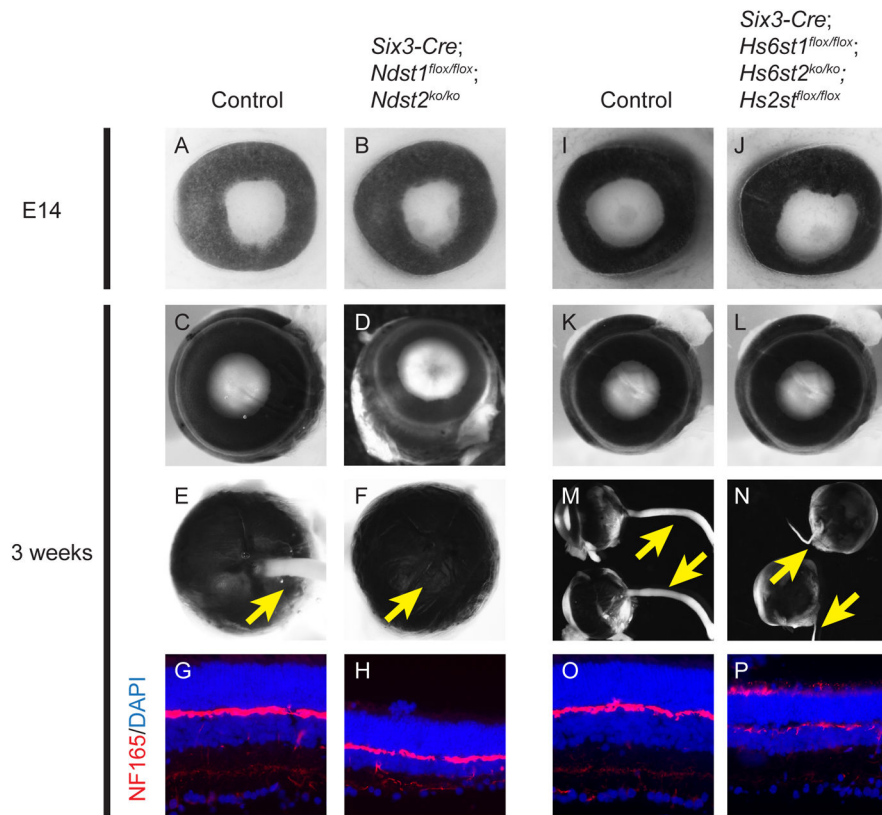 Six3-Cre;
Ndst1flox/flox;
Ndst2ko/ko
Six3-Cre;
Hs6st1flox/flox;
Hs6st2ko/ko;
Hs2stflox/flox
Control
Control
A
B
I
J
E14
C
D
K
L
E
F
M
N
3 weeks
G
H
O
P
NF165/DAPI